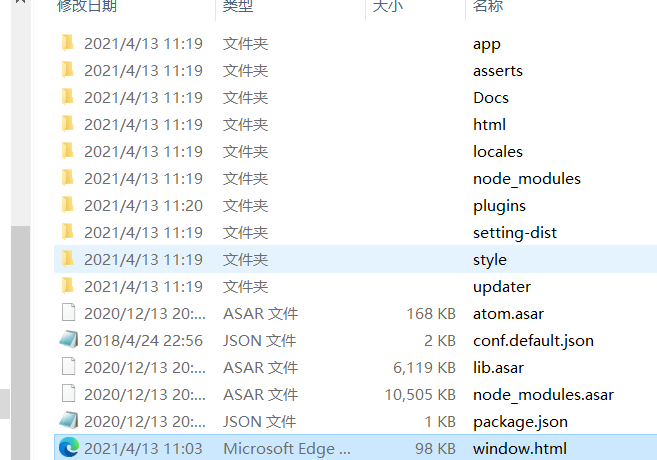 修改日期 类型 大小 名称
2021/4/13 11:19 文件夹 app
2021/4/13 11:19 文件夹 asserts
2021/4/13 11:19 文件夹 Docs
2021/4/13 11:19 文件夹 html
2021/4/13 11:19 文件夹 locales
2021/4/13 11:19 文件夹 node_modules
2021/4/13 11:20 文件夹 plugins
2021/4/13 11:19 文件夹 setting-dist
2021/4/13 11:19 文件夹 style
2021/4/13 11:19 文件夹 updater
2020/12/13 20:... ASAR 文件 168 KB atom.asar
2018/4/24 22:56 JSON 文件 2 KB conf.default.json
2020/12/13 20:... ASAR 文件 6,119 KB lib.asar
2020/12/13 20:... ASAR 文件 10,505 KB node_modules.asar
2020/12/13 20:... JSON 文件 1 KB package.json
2021/4/13 11:03 Microsoft Edge ... 98 KB window.html